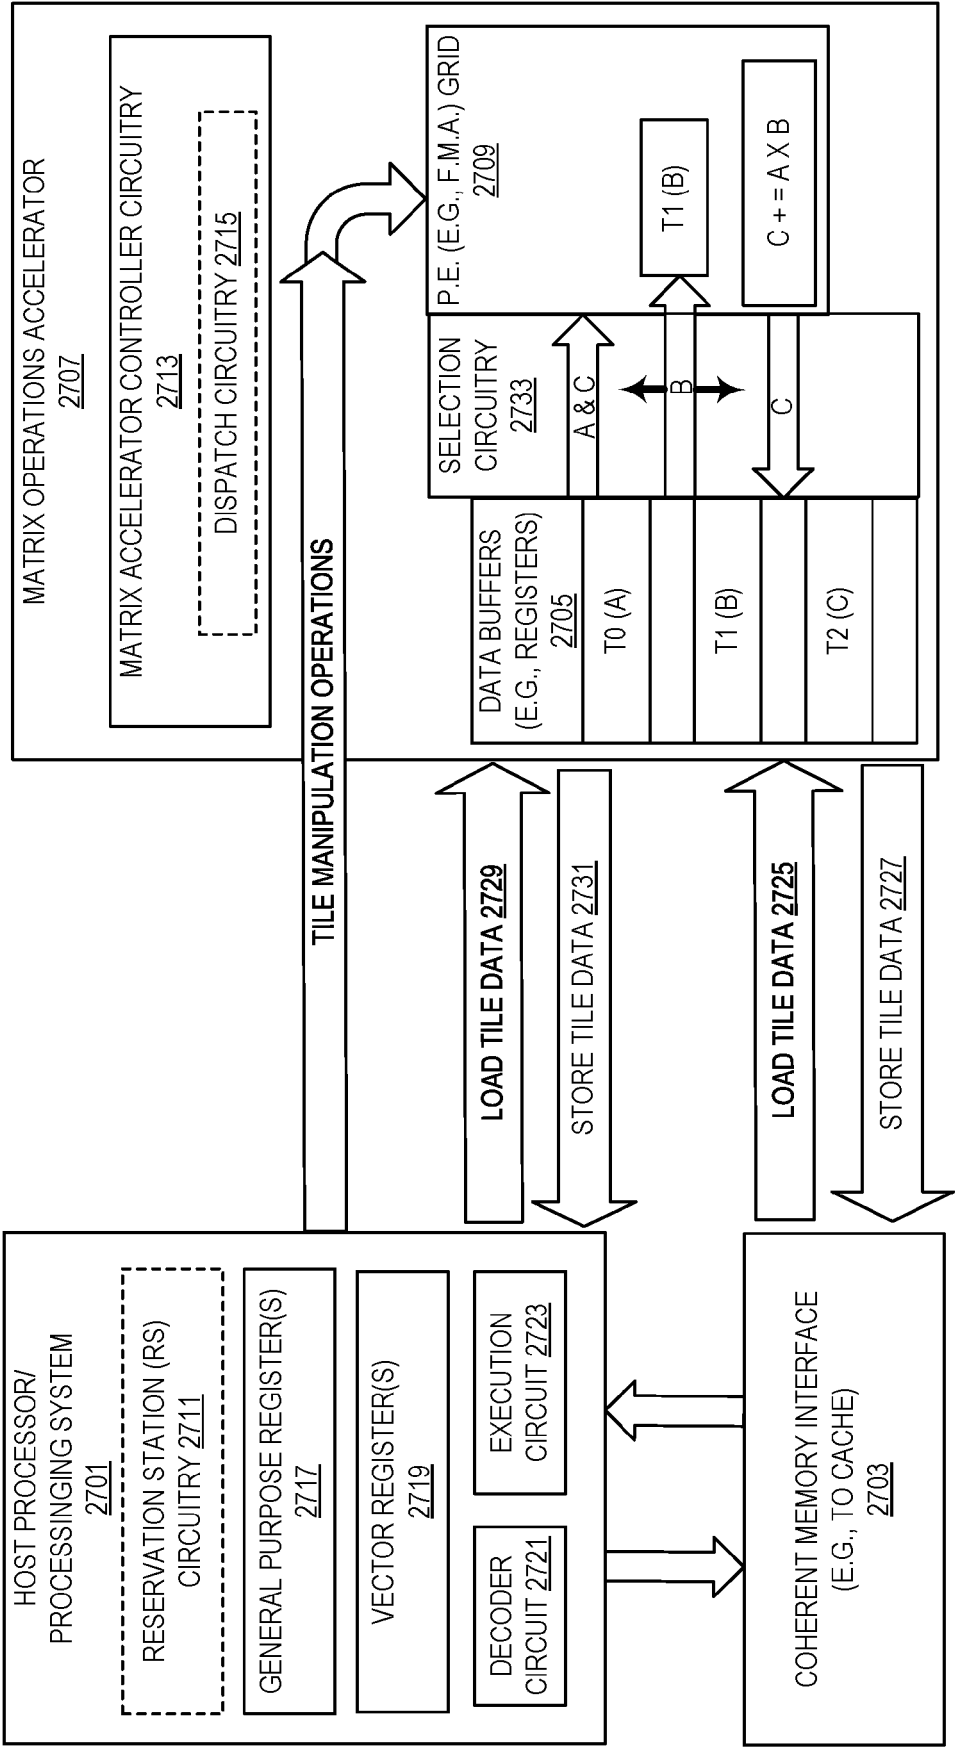 HOST PROCESSOR/
PROCESSINGING SYSTEM
2701
RESERVATION STATION (RS)
CIRCUITRY 2711
GENERAL PURPOSE REGISTER(S)
2717
VECTOR REGISTER(S)
2719
DECODER
CIRCUIT 2721
EXECUTION
CIRCUIT 2723
COHERENT MEMORY INTERFACE
(E.G., TO CACHE)
2703
TILE MANIPULATION OPERATIONS
LOAD TILE DATA 2729
STORE TILE DATA 2731
LOAD TILE DATA 2725
STORE TILE DATA 2727
MATRIX OPERATIONS ACCELERATOR
2707
MATRIX ACCELERATOR CONTROLLER CIRCUITRY
2713
DISPATCH CIRCUITRY 2715
DATA BUFFERS
(E.G., REGISTERS)
2705
T0 (A)
T1 (B)
T2 (C)
SELECTION
CIRCUITRY
2733
A & C
B
C
P.E. (E.G., F.M.A.) GRID
2709
T1 (B)
C + = A X B